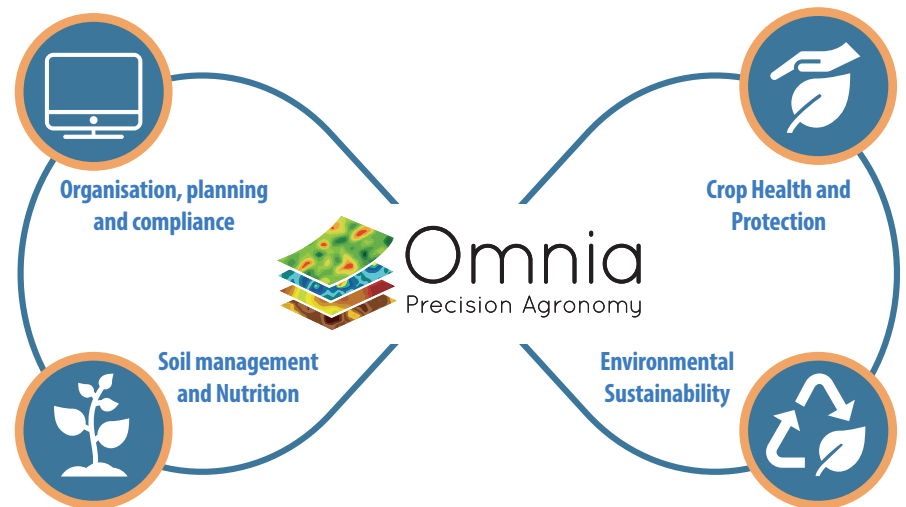 Organisation, planning
and compliance
Crop Health and
Protection
Omnia
Precision Agronomy
Soil management
and Nutrition
Environmental
Sustainability